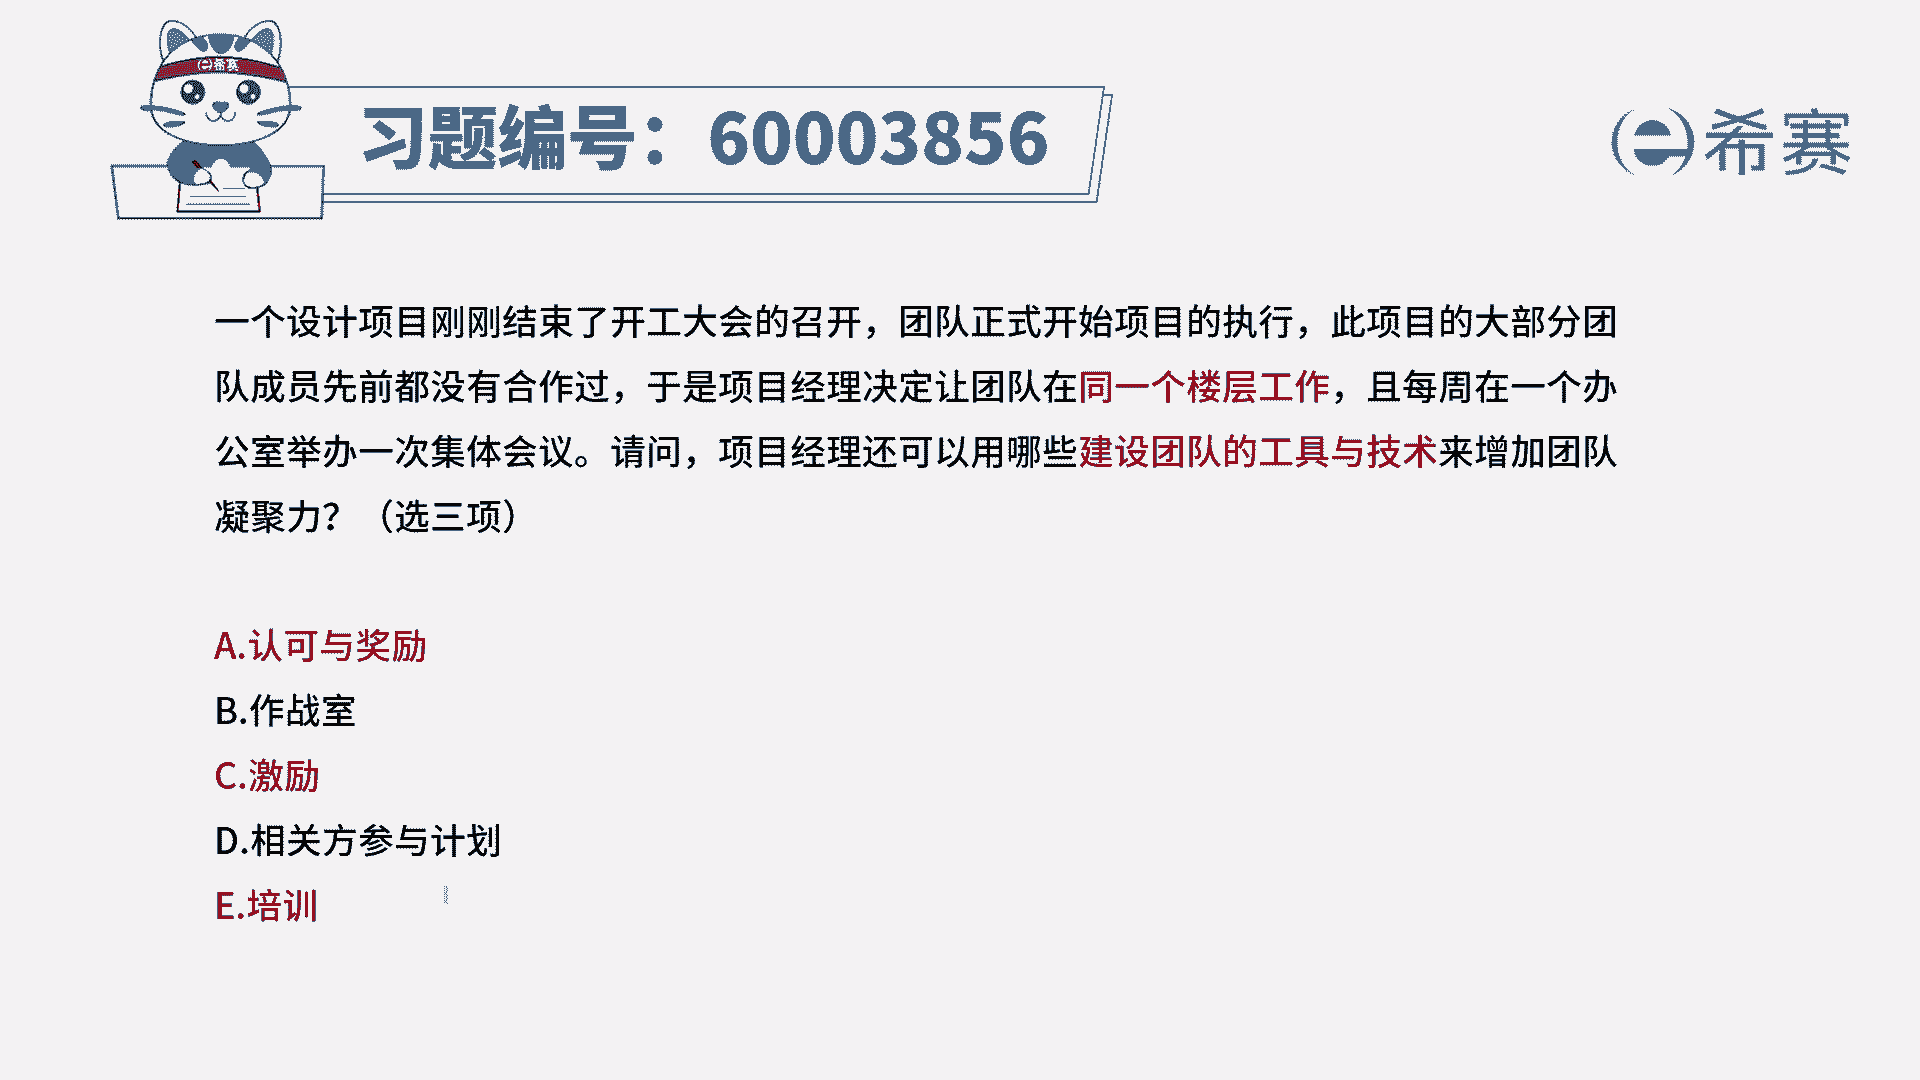 e希赛
习题编号：60003856
e希赛
一个设计项目刚刚结束了开工大会的召开，团队正式开始项目的执行，此项目的大部分团
队成员先前都没有合作过，于是项目经理决定让团队在同一个楼层工作，且每周在一个办
公室举办一次集体会议。请问，项目经理还可以用哪些建设团队的工具与技术来增加团队
凝聚力？（选三项）
A.认可与奖励
B.作战室
C.激励
D.相关方参与计划
E.培训